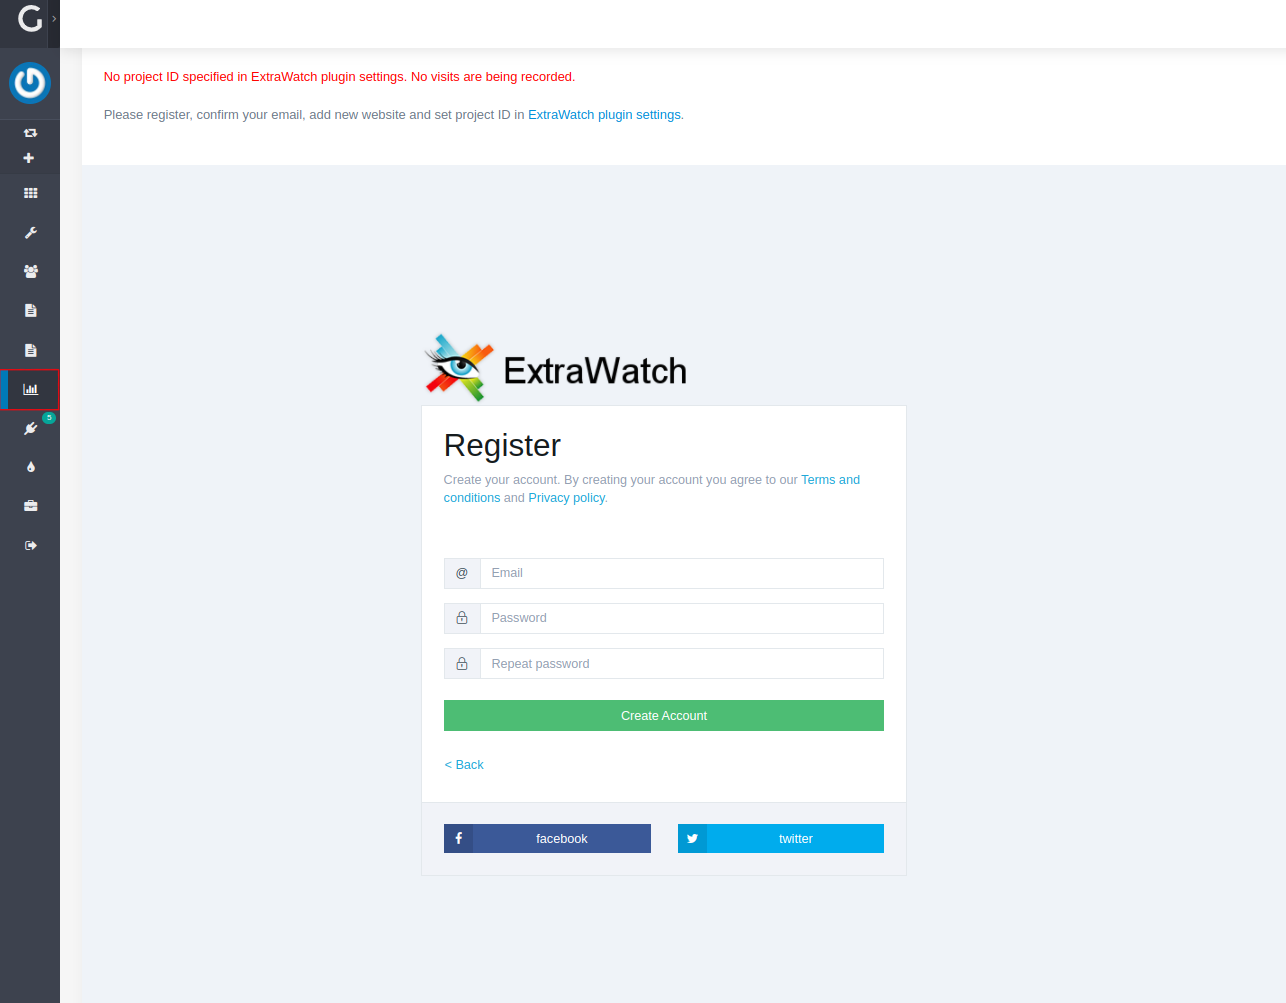 No project ID specified in ExtraWatch plugin settings. No visits are being recorded.
Please register, confirm your email, add new website and set project ID in ExtraWatch plugin settings.
5
ExtraWatch
Register
Create your account. By creating your account you agree to our Terms and
conditions and Privacy policy.
@ Email
Password
Repeat password
Create Account
< Back
facebook
twitter